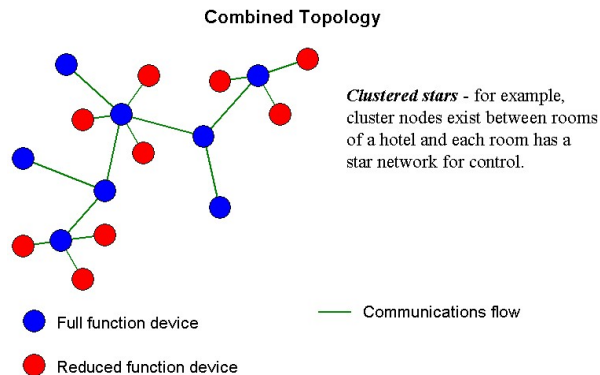 Combined Topology
Clustered stars - for example,
cluster nodes exist between rooms
of a hotel and each room has a
star network for control.
Communications flow
Full function device
Reduced function device